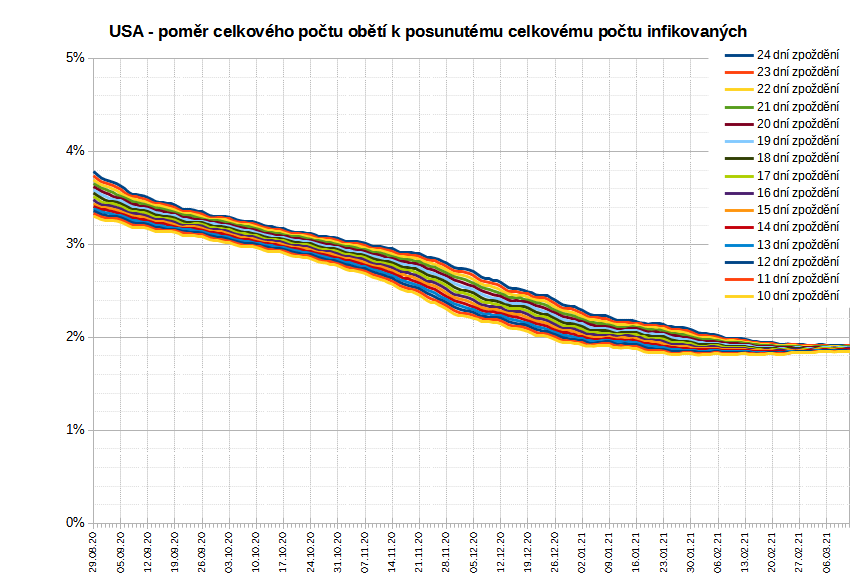 USA - poměr celkového počtu obětí k posunutému celkovému počtu infikovaných
5%
4%
3%
2%
1%
0%
24 dní zpoždění
23 dní zpoždění
22 dní zpoždění
21 dní zpoždění
20 dní zpoždění
19 dní zpoždění
18 dní zpoždění
17 dní zpoždění
16 dní zpoždění
15 dní zpoždění
14 dní zpoždění
13 dní zpoždění
12 dní zpoždění
11 dní zpoždění
10 dní zpoždění
29.08.20
05.09.20
12.09.20
19.09.20
26.09.20
03.10.20
10.10.20
17.10.20
24.10.20
31.10.20
07.11.20
14.11.20
21.11.20
28.11.20
05.12.20
12.12.20
19.12.20
26.12.20
02.01.21
09.01.21
16.01.21
23.01.21
30.01.21
06.02.21
13.02.21
20.02.21
27.02.21
06.03.21